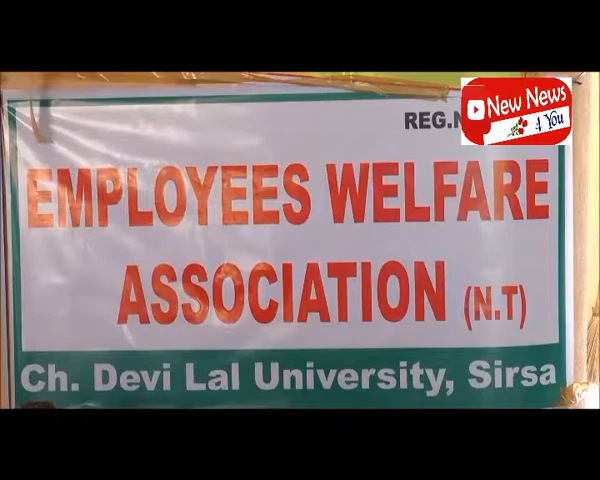 REG.N
New News
4 You
EMPLOYEES WELFARE
ASSOCIATION (N.T)
Ch. Devi Lal University, Sirsa